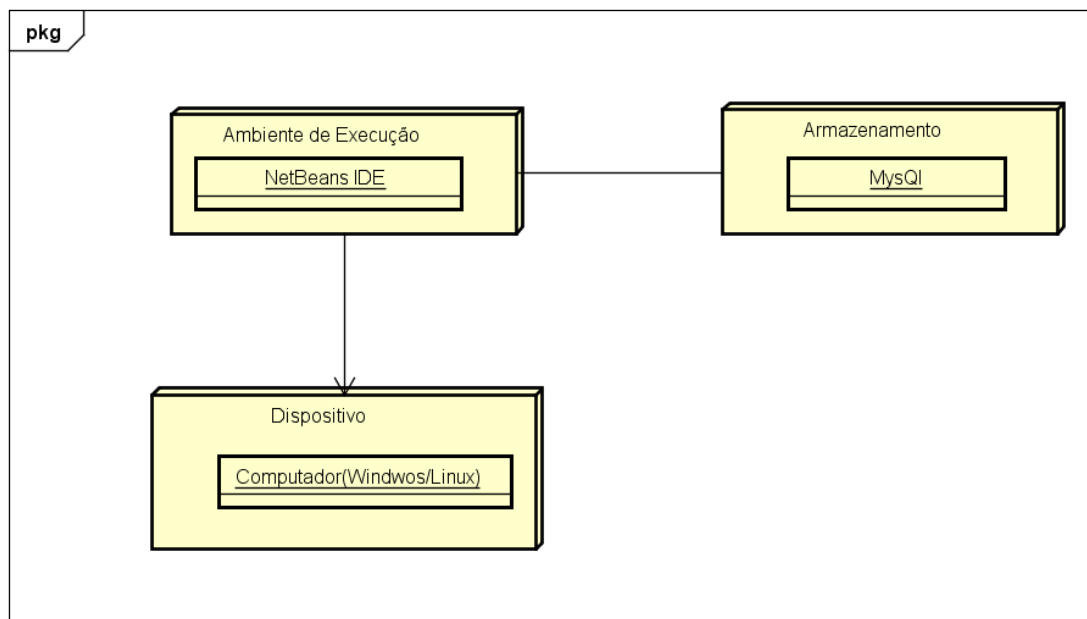 pkg
Ambiente de Execução
NetBeans IDE
Armazenamento
MysQl
Dispositivo
Computador(Windwos/Linux)